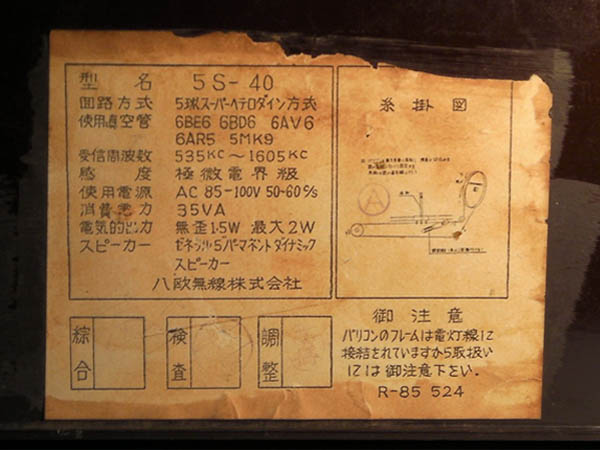 型名 5S-40
回路方式 5球スーパーヘテロダイン方式
使用真空管 6BE6 6BD6 6AV6
6AR5 5MK9
受信周波数 535KC～1605KC
感度 極微電界級
使用電源 AC 85-100V 50-60c/s
消費電力 35VA
電気的出力 無歪1.5W 最大2W
スピーカー ゼネラル5パーマネントダイナミック
スピーカー
八欧無線株式会社
糸掛図
A
綜合
検査
調整
御注意
バリコンのフレームは電灯線に
接結されていますから取扱い
には御注意下さい.
R-85 524